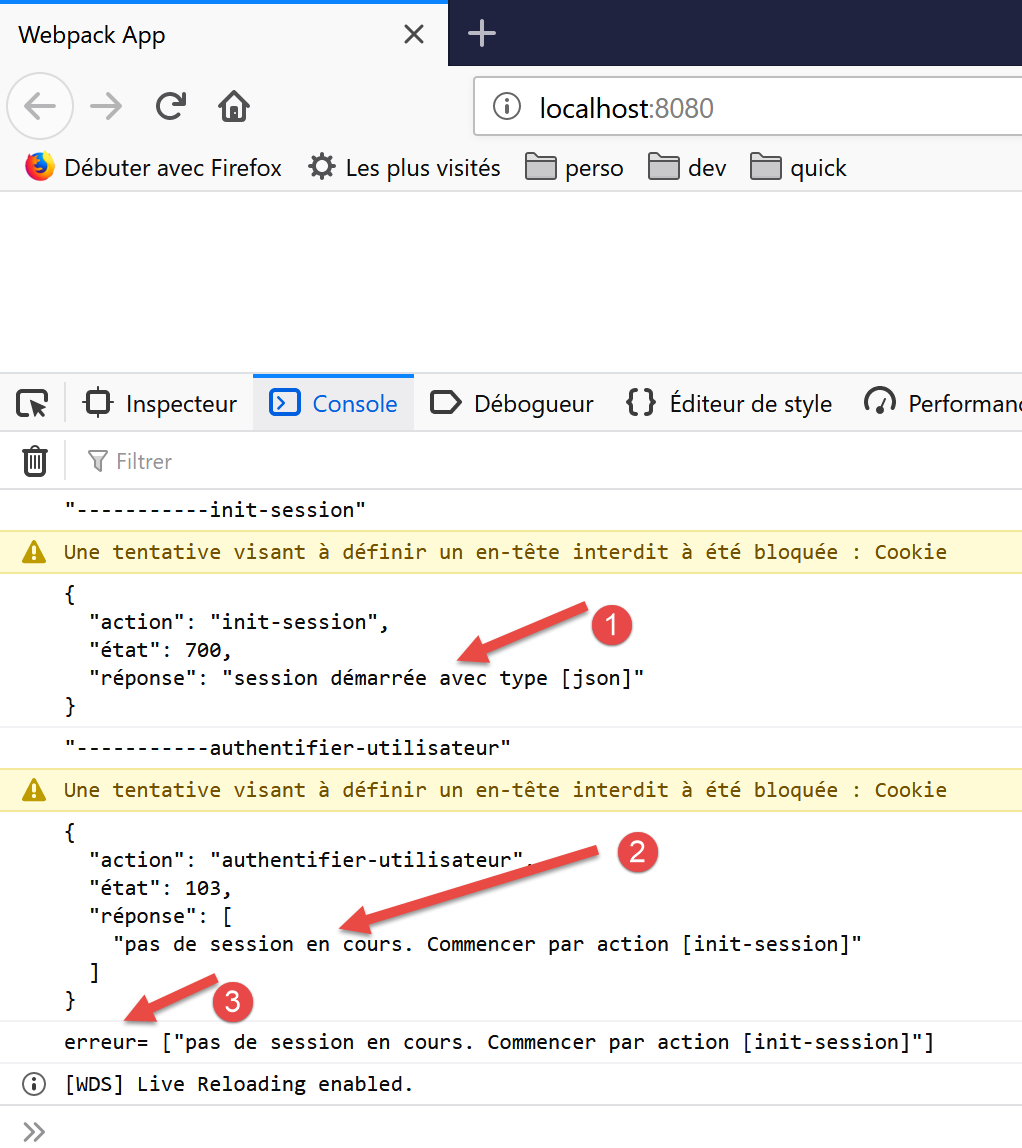 Webpack App
localhost:8080
Débuter avec Firefox Les plus visités perso dev quick
Inspecteur Console Débogueur Éditeur de style Performanc
Filtrer
"-----------init-session"
Une tentative visant à définir un en-tête interdit à été bloquée : Cookie
{
"action": "init-session",
1
"état": 700,
"réponse": "session démarrée avec type [json]"
}
"-----------authentifier-utilisateur"
Une tentative visant à définir un en-tête interdit à été bloquée : Cookie
{
"action": "authentifier-utilisateur",
2
"état": 103,
"réponse": [
"pas de session en cours. Commencer par action [init-session]"
]
}
3
erreur= ["pas de session en cours. Commencer par action [init-session]"]
[WDS] Live Reloading enabled.